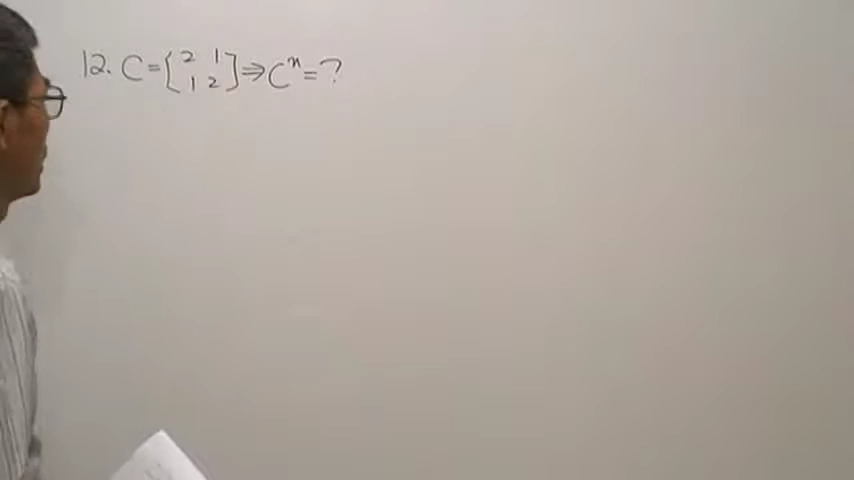 12. C = [2 1 1 2] ⇒ Cⁿ = ?